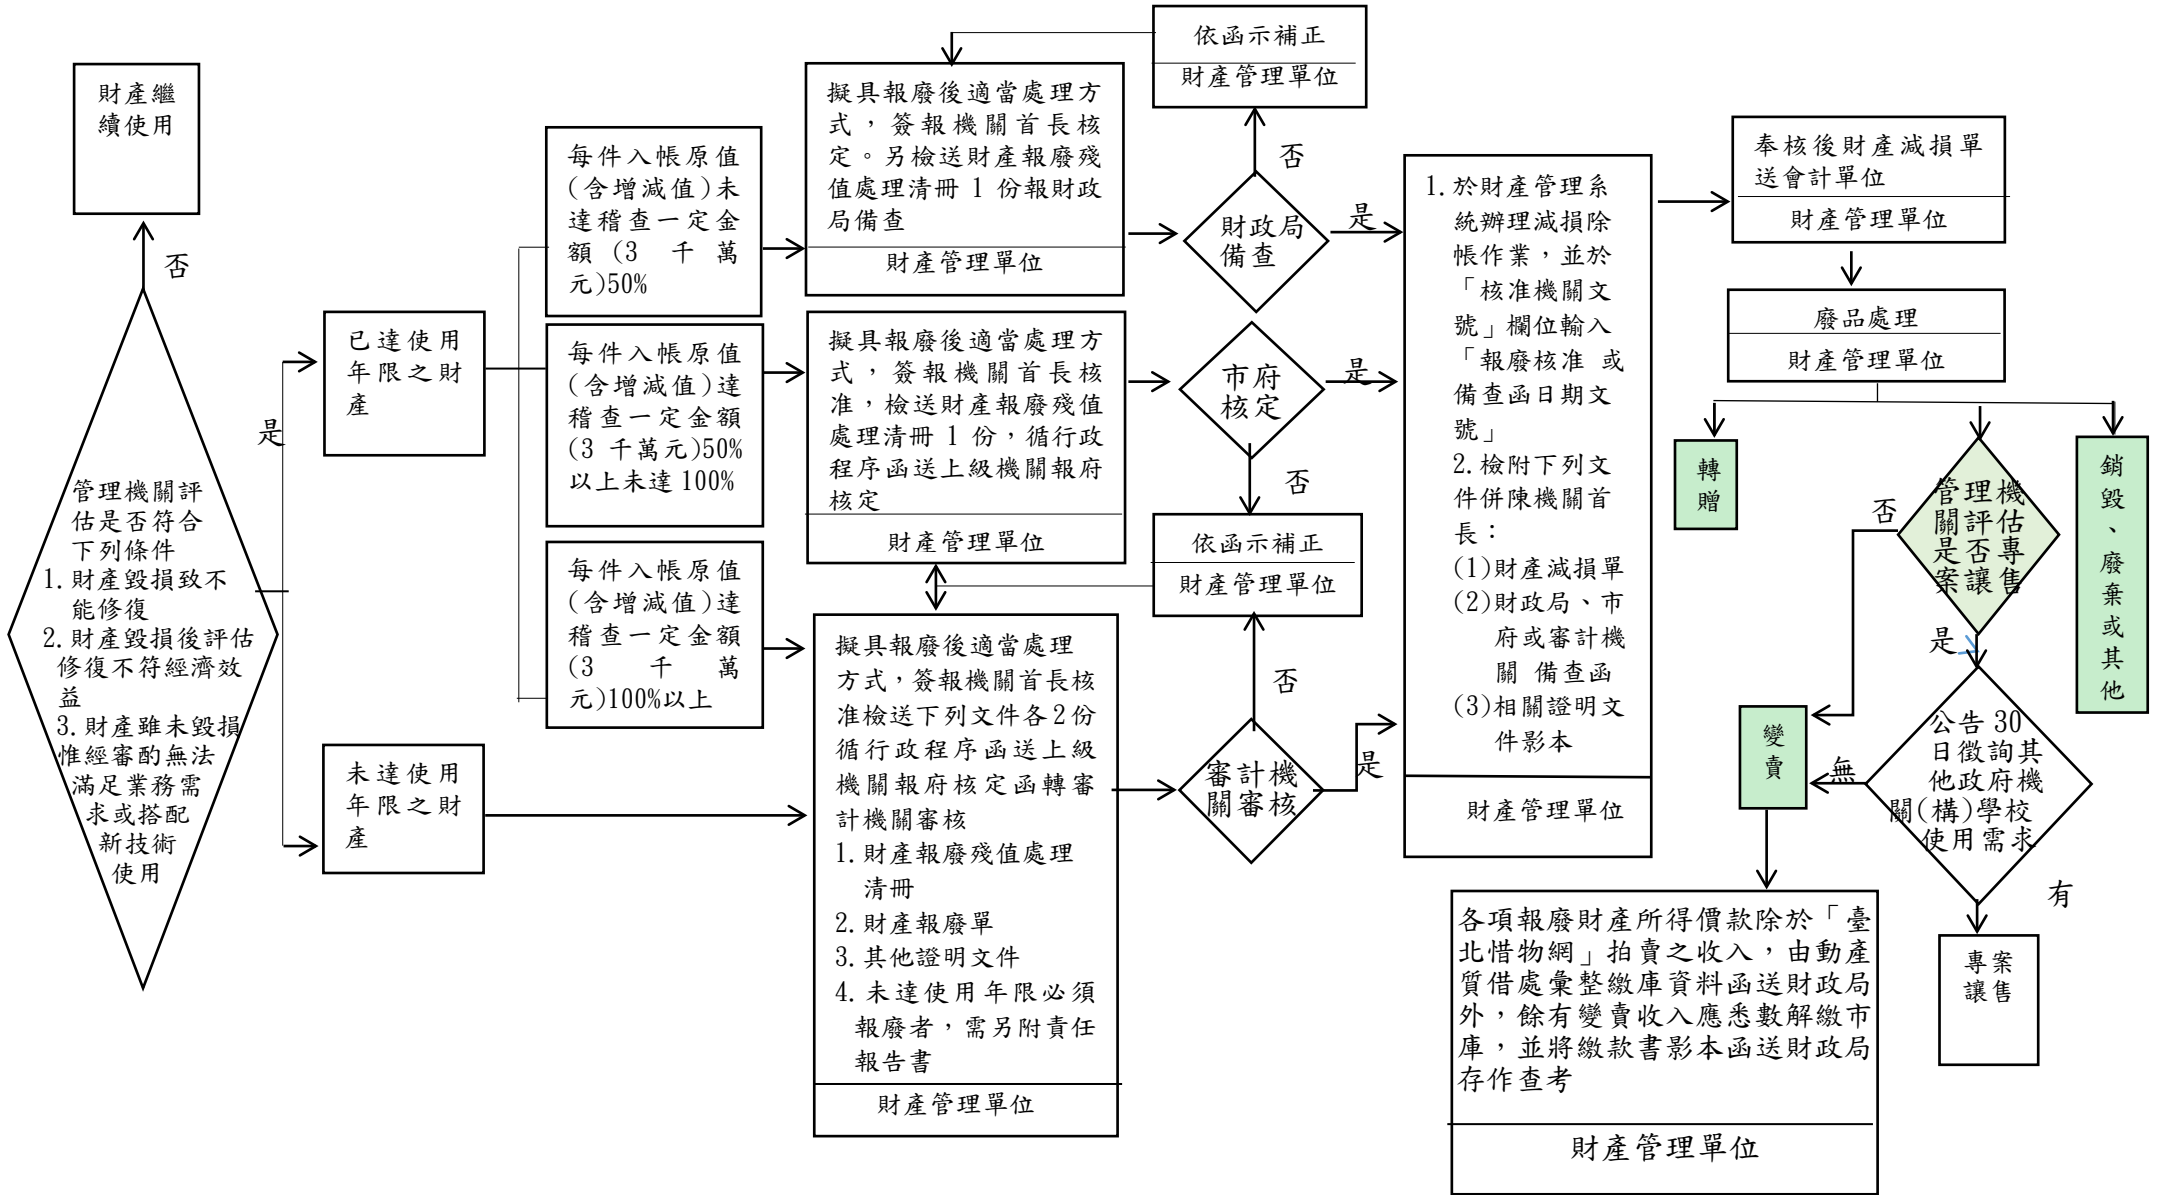 財產繼
續使用
否
管理機關評
估是否符合
下列條件
1.財產毀損致不
能修復
2.財產毀損後評估
修復不符經濟效
益
3.財產雖未毀損
惟經審酌無法
滿足業務需
求或搭配
新技術
使用
是
已達使用
年限之財
產
未達使用
年限之財
產
每件入帳原值
(含增減值)未
達稽查一定金
額(3 千萬
元)50%
每件入帳原值
(含增減值)達
稽查一定金額
(3 千萬元)50%
以上未達 100%
每件入帳原值
(含增減值)達
稽查一定金額
(3 千萬
元)100%以上
擬具報廢後適當處理方
式，簽報機關首長核
定。另檢送財產報廢殘
值處理清冊 1 份報財政
局備查
財產管理單位
擬具報廢後適當處理方
式，簽報機關首長核
准，檢送財產報廢殘值
處理清冊 1 份，循行政
程序函送上級機關報府
核定
財產管理單位
擬具報廢後適當處理
方式，簽報機關首長核
准檢送下列文件各2份
循行政程序函送上級
機關報府核定函轉審
計機關審核
1.財產報廢殘值處理
清冊
2.財產報廢單
3.其他證明文件
4.未達使用年限必須
報廢者，需另附責任
報告書
財產管理單位
依函示補正
財產管理單位
否
財政局
備查
是
市府
核定
是
否
依函示補正
財產管理單位
否
審計機
關審核
是
1.於財產管理系
統辦理減損除
帳作業，並於
「核准機關文
號」欄位輸入
「報廢核准 或
備查函日期文
號」
2.檢附下列文
件併陳機關首
長：
(1)財產減損單
(2)財政局、市
府或審計機
關 備查函
(3)相關證明文
件影本
財產管理單位
奉核後財產減損單
送會計單位
財產管理單位
廢品處理
財產管理單位
轉
贈
否
管理機
關評估
是否專
案讓售
是
銷
毀
、
廢
棄
或
其
他
變
賣
無
公告 30
日徵詢其
他政府機
關(構)學校
使用需求
有
專案
讓售
各項報廢財產所得價款除於「臺
北惜物網」拍賣之收入，由動產
質借處彙整繳庫資料函送財政局
外，餘有變賣收入應悉數解繳市
庫，並將繳款書影本函送財政局
存作查考
財產管理單位